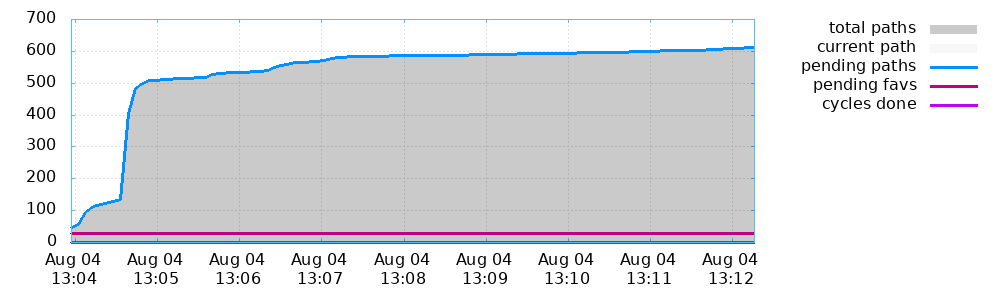 700
600
500
400
300
200
100
0
Aug 04 Aug 04 Aug 04 Aug 04 Aug 04 Aug 04 Aug 04 Aug 04 Aug 04
13:04 13:05 13:06 13:07 13:08 13:09 13:10 13:11 13:12
total paths
current path
pending paths
pending favs
cycles done